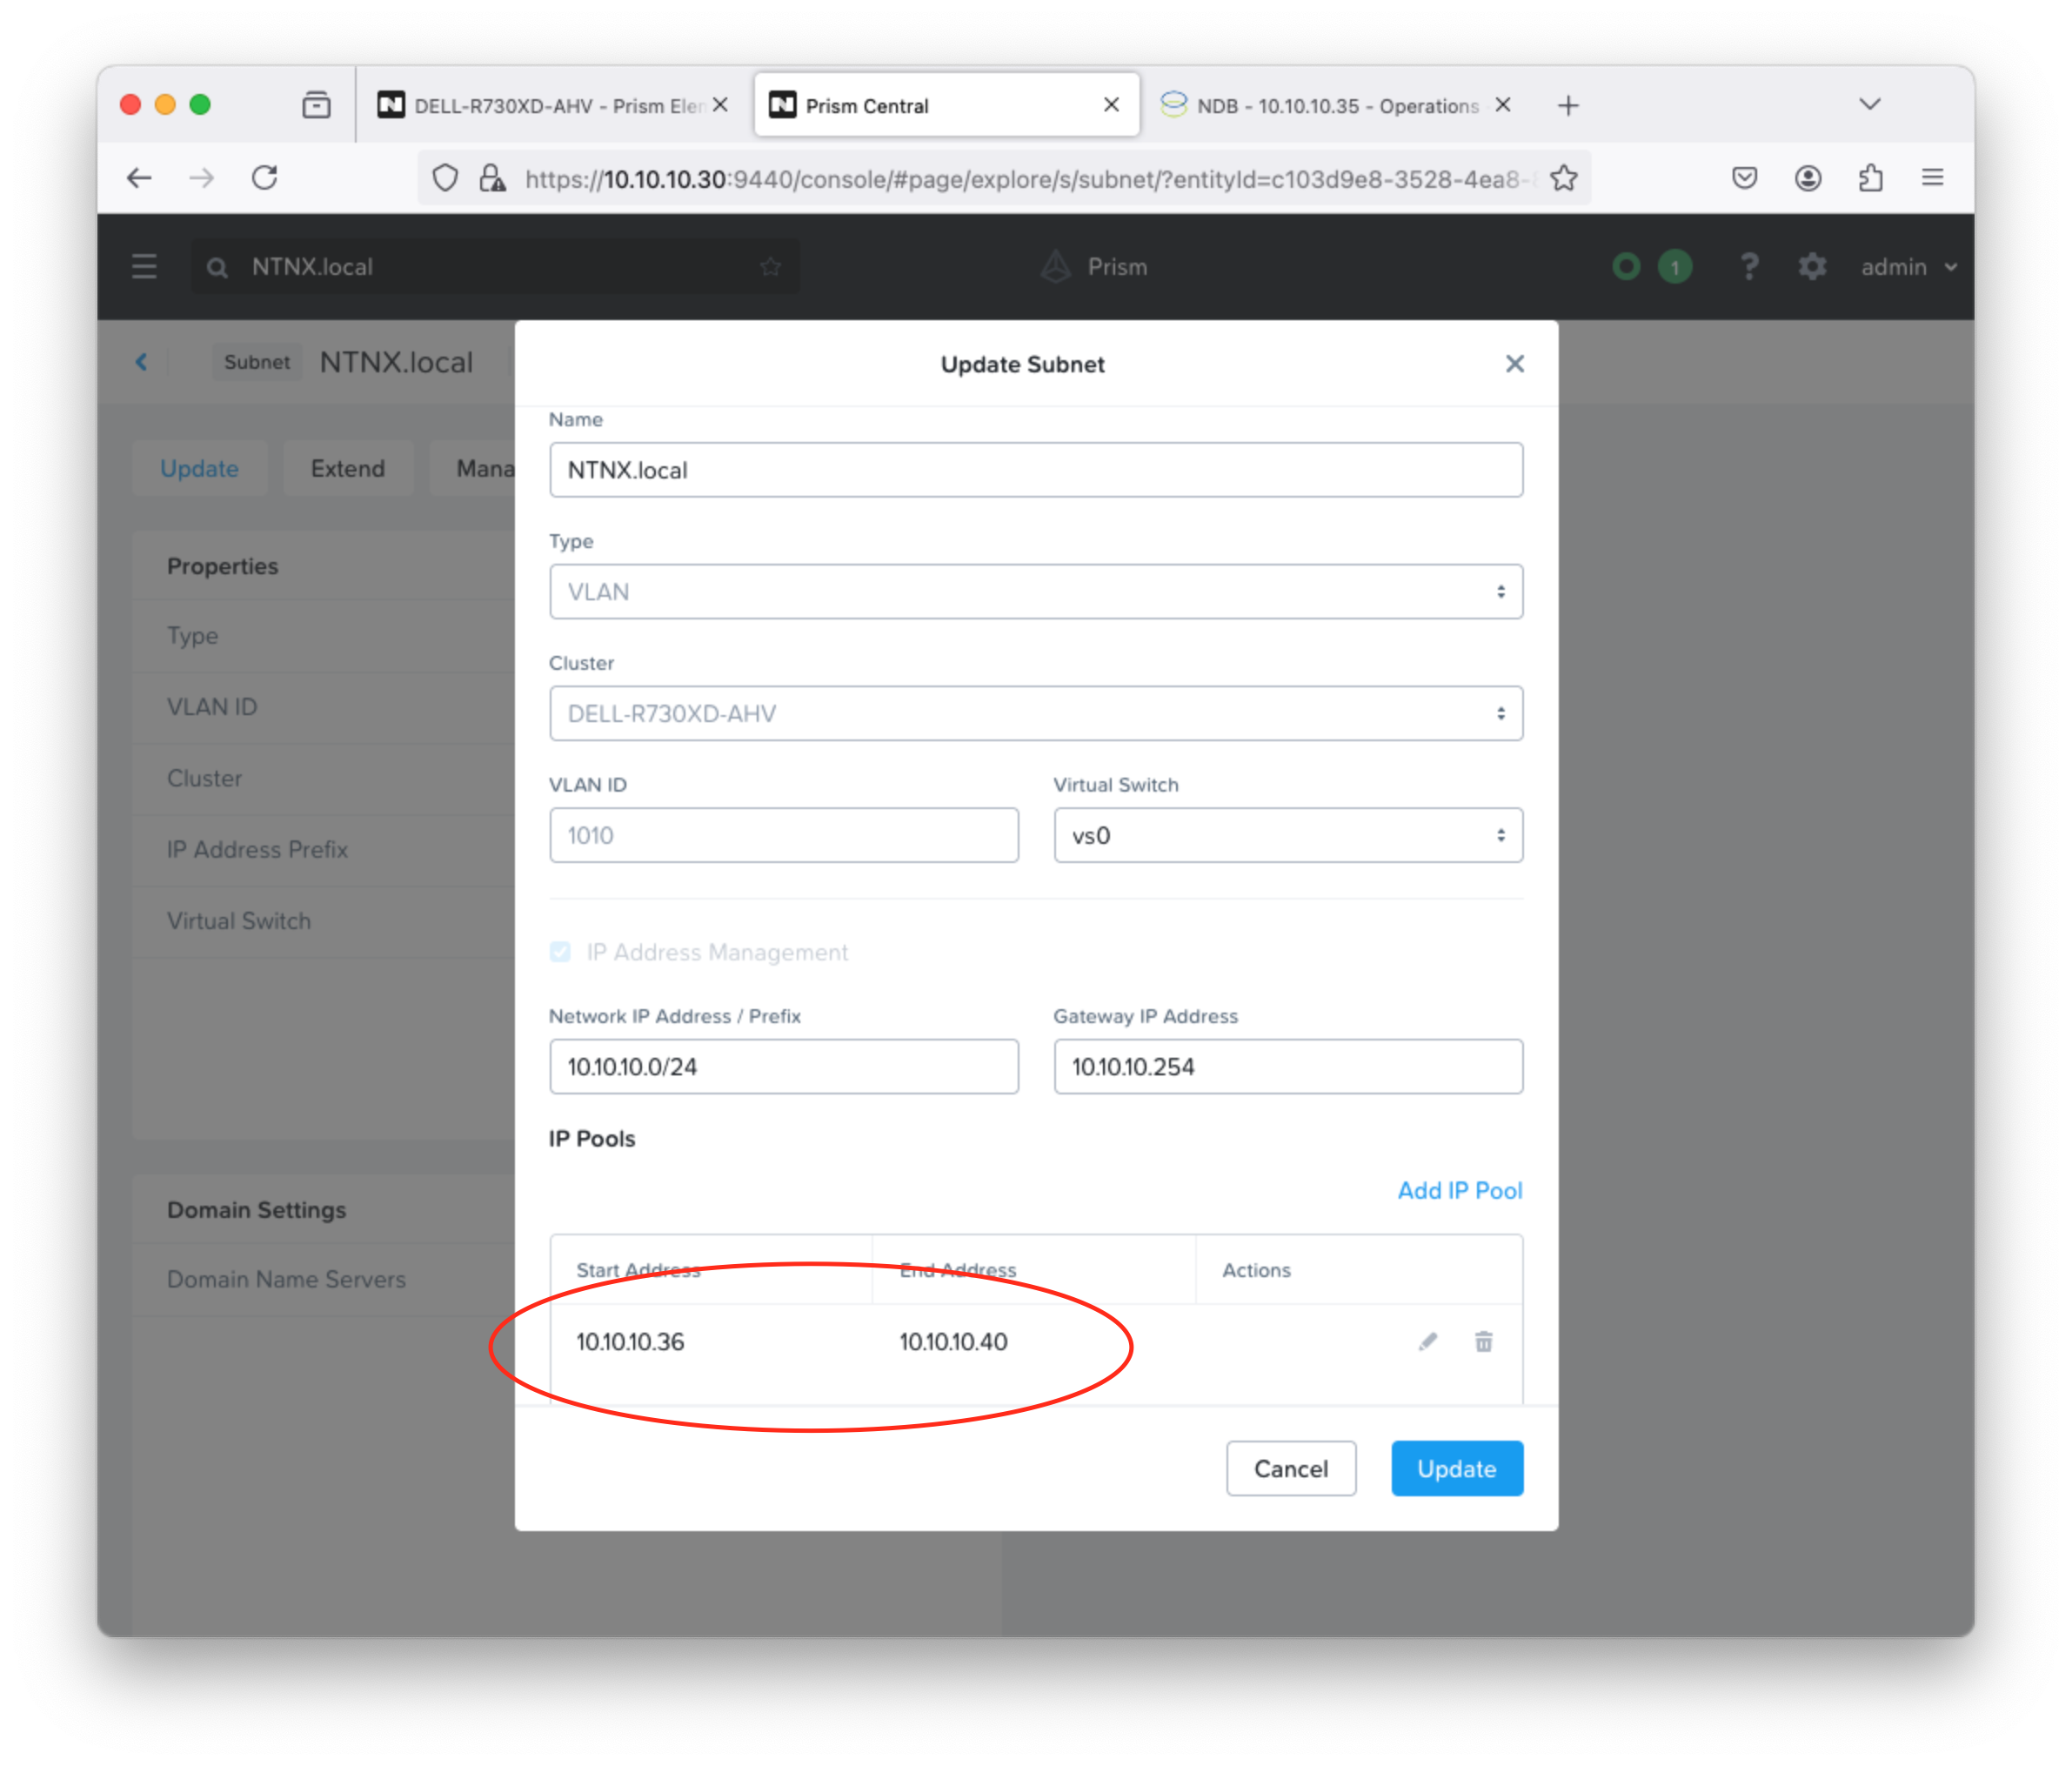 DELL-R730XD-AHV - Prism Elem
Prism Central
NDB - 10.10.10.35 - Operations
https://10.10.10.30:9440/console/#page/explore/s/subnet/?entityId=c103d9e8-3528-4ea8-
NTNX.local
Prism
1
?
admin
Subnet
NTNX.local
Update
Extend
Mana
Properties
Type
VLAN ID
Cluster
IP Address Prefix
Virtual Switch
Domain Settings
Domain Name Servers
Update Subnet
Name
NTNX.local
Type
VLAN
Cluster
DELL-R730XD-AHV
VLAN ID
Virtual Switch
1010
vs0
IP Address Management
Network IP Address / Prefix
Gateway IP Address
10.10.10.0/24
10.10.10.254
IP Pools
Add IP Pool
Start Address
End Address
Actions
10.10.10.36
10.10.10.40
Cancel
Update